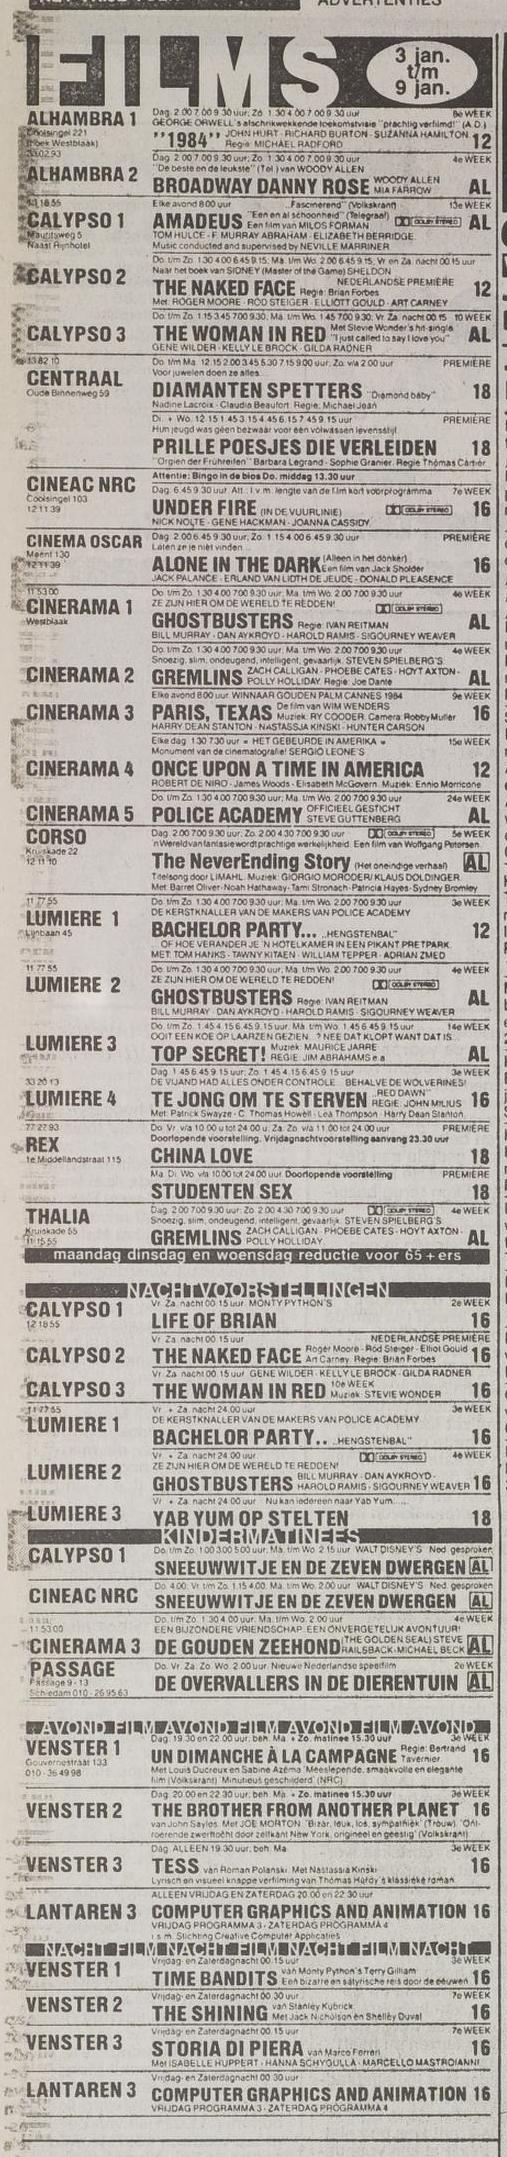 ADVERTENTIES
FILMS
3 jan.
t/m
9 jan.
ALHAMBRA 1
Coolsingel 221
(hoek Westblaak)
Dag. 2.00 7.00 9.30 uur; Zo. 1.30 4.00 7.00 9.30
8e WEEK
GEORGE ORWELL's afschrikwekkende toekomstvisie "prachtig verfilmd!" (A.D.)
"1984" JOHN HURT · RICHARD BURTON · SUZANNA HAMILTON
Regie: MICHAEL RADFORD 12
ALHAMBRA 2
Dag. 2.00 7.00 9.30 uur; Zo. 1.30 4.00 7.00 9.30 uur
4e WEEK
"De beste en de leukste" (Tel.) van WOODY ALLEN
BROADWAY DANNY ROSE WOODY ALLEN
MIA FARROW AL
CALYPSO 1
Mauritsweg 5
Naast Rijnhotel
Elke avond 8.00 uur "Fascinerend" (Volkskrant) 13e WEEK
AMADEUS "Een en al schoonheid" (Telegraaf)
Een film van MILOS FORMAN DOLBY STEREO AL
TOM HULCE · F. MURRAY ABRAHAM · ELIZABETH BERRIDGE
Music conducted and supervised by NEVILLE MARRINER
CALYPSO 2
Do. t/m Zo. 1.30 4.00 6.45 9.15; Ma. t/m Wo. 2.00 6.45 9.15; Vr en Za. nacht 00.15 uur
Naar het boek van SIDNEY (Master of the Game) SHELDON
NEDERLANDSE PREMIÈRE
THE NAKED FACE Regie: Brian Forbes 12
Met: ROGER MOORE · ROD STEIGER · ELLIOTT GOULD · ART CARNEY
CALYPSO 3
Do. t/m Zo. 1.15 3.45 7.00 9.30; Ma. t/m Wo. 1.45 7.00 9.30; Vr. Za. nacht 00.15 10 WEEK
THE WOMAN IN RED Met Stevie Wonder's hit-single
"I just called to say I love you" AL
GENE WILDER · KELLY LE BROCK · GILDA RADNER
CENTRAAL
Oude Binnenweg 59
Do. t/m Ma. 12.15 2.00 3.45 5.30 7.15 9.00 uur; Zo. v/a 2.00 uur PREMIÈRE
Voor juwelen doen ze alles...
DIAMANTEN SPETTERS "Diamond baby" 18
Nadine Lacroix · Claudia Beaufort. Regie: Michael Jean
Di. + Wo. 12.15 1.45 3.15 4.45 6.15 7.45 9.15 uur PREMIÈRE
Hun jeugd was geen bezwaar voor een volwassen levensstijl.
PRILLE POESJES DIE VERLEIDEN 18
"Orgien der Frühreifen" Barbara Legrand · Sophie Granier. Regie Thomas Cartier
Attentie: Bingo in de bios Do. middag 13.30 uur
CINEAC NRC
Coolsingel 103
12 11 39
Dag. 6.45 9.30 uur. Att.: I.v.m. lengte van de film kort voorprogramma 7e WEEK
UNDER FIRE (IN DE VUURLINIE) DOLBY STEREO 16
NICK NOLTE · GENE HACKMAN · JOANNA CASSIDY
CINEMA OSCAR
Meent 130
12 11 39
Dag. 2.00 6.45 9.30 uur; Zo. 1.15 4.00 6.45 9.30 uur PREMIÈRE
Laten ze je niet vinden...
ALONE IN THE DARK (Alleen in het donker)
Een film van Jack Sholder 16
JACK PALANCE · ERLAND VAN LIDTH DE JEUDE · DONALD PLEASENCE
CINERAMA 1
11 53 00
Westblaak
Do. t/m Zo. 1.30 4.00 7.00 9.30 uur; Ma. t/m Wo. 2.00 7.00 9.30 uur 4e WEEK
ZE ZIJN HIER OM DE WERELD TE REDDEN! DOLBY STEREO
GHOSTBUSTERS Regie: IVAN REITMAN AL
BILL MURRAY · DAN AYKROYD · HAROLD RAMIS · SIGOURNEY WEAVER
CINERAMA 2
Do. t/m Zo. 1.30 4.00 7.00 9.30 uur; Ma. t/m Wo. 2.00 7.00 9.30 uur 4e WEEK
Snoezig, slim, ondeugend, intelligent, gevaarlijk. STEVEN SPIELBERG'S
GREMLINS ZACH CALLIGAN · PHOEBE CATES · HOYT AXTON ·
POLLY HOLLIDAY. Regie: Joe Dante AL
CINERAMA 3
Elke avond 8.00 uur WINNAAR GOUDEN PALM CANNES 1984 9e WEEK
PARIS, TEXAS De film van WIM WENDERS
Muziek: RY COODER. Camera: Robby Muller 16
HARRY DEAN STANTON · NASTASSJA KINSKI · HUNTER CARSON
CINERAMA 4
Elke dag 1.30 7.30 uur « HET GEBEURDE IN AMERIKA » 15e WEEK
Monument van de cinematografie! SERGIO LEONE'S
ONCE UPON A TIME IN AMERICA 12
ROBERT DE NIRO · James Woods · Elisabeth McGovern. Muziek: Ennio Morricone
CINERAMA 5
Do. t/m Zo. 1.30 4.00 7.00 9.30 uur; Ma. t/m Wo. 2.00 7.00 9.30 uur 24e WEEK
POLICE ACADEMY OFFICIEEL GESTICHT
STEVE GUTTENBERG AL
CORSO
Kruiskade 22
12 11 10
Dag. 2.00 7.00 9.30 uur; Zo. 2.00 4.30 7.00 9.30 uur DOLBY STEREO 5e WEEK
'n Wereld van fantasie wordt prachtige werkelijkheid. Een film van Wolfgang Petersen
The NeverEnding Story (Het oneindige verhaal) AL
Titelsong door LIMAHL. Muziek: GIORGIO MORODER/KLAUS DOLDINGER
Met: Barret Oliver · Noah Hathaway · Tami Stronach · Patricia Hayes · Sydney Bromley
LUMIERE 1
11 77 55
Lijnbaan 45
Do. t/m Zo. 1.30 4.00 7.00 9.30 uur; Ma. t/m Wo. 2.00 7.00 9.30 uur 3e WEEK
DE KERSTKNALLER VAN DE MAKERS VAN POLICE ACADEMY
BACHELOR PARTY... „HENGSTENBAL" 12
OF HOE VERANDER JE 'N HOTELKAMER IN EEN PIKANT PRETPARK
MET: TOM HANKS · TAWNY KITAEN · WILLIAM TEPPER · ADRIAN ZMED
LUMIERE 2
11 77 55
Do. t/m Zo. 1.30 4.00 7.00 9.30 uur; Ma. t/m Wo. 2.00 7.00 9.30 uur 4e WEEK
ZE ZIJN HIER OM DE WERELD TE REDDEN! DOLBY STEREO
GHOSTBUSTERS Regie: IVAN REITMAN AL
BILL MURRAY · DAN AYKROYD · HAROLD RAMIS · SIGOURNEY WEAVER
LUMIERE 3
Do. t/m Zo. 1.45 4.15 6.45 9.15 uur; Ma. t/m Wo. 1.45 6.45 9.15 uur 14e WEEK
OOIT EEN KOE OP LAARZEN GEZIEN...? NEE DAT KLOPT WANT DAT IS...
TOP SECRET! Muziek: MAURICE JARRE
REGIE: JIM ABRAHAMS e.a. AL
LUMIERE 4
Dag. 1.45 6.45 9.15 uur; Zo. 1.45 4.15 6.45 9.15 uur 3e WEEK
DE VIJAND HAD ALLES ONDER CONTROLE... BEHALVE DE WOLVERINES!
TE JONG OM TE STERVEN „RED DAWN"
REGIE: JOHN MILIUS 16
Met: Patrick Swayze · C. Thomas Howell · Lea Thompson · Harry Dean Stanton
REX
77 27 93
1e Middellandstraat 115
Do. Vr. v/a 10.00 u tot 24.00 u. Za. Zo. v/a 11.00 tot 24.00 uur PREMIÈRE
Doorlopende voorstelling. Vrijdagnachtvoorstelling aanvang 23.30 uur
CHINA LOVE 18
Ma. Di. Wo. v/a 10.00 tot 24.00 uur. Doorlopende voorstelling PREMIÈRE
STUDENTEN SEX 18
THALIA
Kruiskade 55
11 15 55
Dag. 2.00 7.00 9.30 uur; Zo. 2.00 4.30 7.00 9.30 uur DOLBY STEREO 4e WEEK
Snoezig, slim, ondeugend, intelligent, gevaarlijk. STEVEN SPIELBERG'S
GREMLINS ZACH CALLIGAN · PHOEBE CATES · HOYT AXTON ·
POLLY HOLLIDAY. AL
maandag dinsdag en woensdag reductie voor 65+ers
NACHTVOORSTELLINGEN
CALYPSO 1
12 18 55
Vr. Za. nacht 00.15 uur. MONTY PYTHON'S 2e WEEK
LIFE OF BRIAN 16
CALYPSO 2
Vr. Za. nacht 00.15 uur NEDERLANDSE PREMIÈRE
THE NAKED FACE Roger Moore · Rod Steiger · Elliot Gould
Art Carney. Regie: Brian Forbes 16
CALYPSO 3
Vr. Za. nacht 00.15 uur GENE WILDER · KELLY LE BROCK · GILDA RADNER
THE WOMAN IN RED 10e WEEK
Muziek: STEVIE WONDER 16
LUMIERE 1
11 77 55
Vr. + Za. nacht 24.00 uur 3e WEEK
DE KERSTKNALLER VAN DE MAKERS VAN POLICE ACADEMY
BACHELOR PARTY.. „HENGSTENBAL" 16
LUMIERE 2
Vr. + Za. nacht 24.00 uur DOLBY STEREO 4e WEEK
ZE ZIJN HIER OM DE WERELD TE REDDEN!
GHOSTBUSTERS BILL MURRAY · DAN AYKROYD ·
HAROLD RAMIS · SIGOURNEY WEAVER 16
LUMIERE 3
Vr. + Za. nacht 24.00 uur Nu kan iedereen naar Yab Yum...
YAB YUM OP STELTEN 18
KINDERMATINEES
CALYPSO 1
Do. t/m Zo. 1.00 3.00 5.00 uur; Ma. t/m Wo. 2.15 uur WALT DISNEY'S Ned. gesproken
SNEEUWWITJE EN DE ZEVEN DWERGEN AL
CINEAC NRC
Do. 4.00; Vr. t/m Zo. 1.15 4.00; Ma. t/m Wo. 2.00 uur WALT DISNEY'S Ned. gesproken
SNEEUWWITJE EN DE ZEVEN DWERGEN AL
CINERAMA 3
11 53 00
Do. t/m Zo. 1.30 4.00 uur; Ma. t/m Wo. 2.00 uur 4e WEEK
EEN BIJZONDERE VRIENDSCHAP. EEN ONVERGETELIJK AVONTUUR!
DE GOUDEN ZEEHOND (THE GOLDEN SEAL) STEVE
RAILSBACK · MICHAEL BECK AL
PASSAGE
Passage 9 - 13
Schiedam 010 - 26 95 63
Do. Vr. Za. Zo. Wo. 2.00 uur. Nieuwe Nederlandse speelfilm 2e WEEK
DE OVERVALLERS IN DE DIERENTUIN AL
AVOND FILM AVOND FILM AVOND FILM AVOND
VENSTER 1
Gouvernestraat 133
010 - 36 49 98
Dag. 19.30 en 22.00 uur; beh. Ma. + Zo. matinee 15.30 uur 3e WEEK
UN DIMANCHE À LA CAMPAGNE Regie: Bertrand
Tavernier 16
Met Louis Ducreux en Sabine Azéma 'Meeslepende, smaakvolle en elegante
film (Volkskrant) 'Minutieus geschilderd' (NRC)
VENSTER 2
Dag. 20.00 en 22.30 uur; beh. Ma. + Zo. matinee 15.30 uur 3e WEEK
THE BROTHER FROM ANOTHER PLANET 16
van John Sayles. Met JOE MORTON. 'Bizar, leuk, los, sympathiek' (Trouw). 'Ont-
roerende zwerftocht door zelfkant New York, origineel en geestig' (Volkskrant)
VENSTER 3
Dag. ALLEEN 19.30 uur; beh. Ma. 3e WEEK
TESS van Roman Polanski. Met Nastassia Kinski 16
Lyrisch en visueel knappe verfilming van Thomas Hardy's klassieke roman
LANTAREN 3
ALLEEN VRIJDAG EN ZATERDAG 20.00 en 22.30 uur
COMPUTER GRAPHICS AND ANIMATION 16
VRIJDAG PROGRAMMA 3 · ZATERDAG PROGRAMMA 4
i.s.m. Stichting Creative Computer Applicaties
NACHT FILM NACHT FILM NACHT FILM NACHT
VENSTER 1
Vrijdag- en Zaterdagnacht 00.15 uur 3e WEEK
TIME BANDITS van Monty Python's Terry Gilliam
Een bizarre en satyrische reis door de eeuwen 16
VENSTER 2
Vrijdag- en Zaterdagnacht 00.30 uur 7e WEEK
THE SHINING van Stanley Kubrick
Met Jack Nicholson en Shelley Duval 16
VENSTER 3
Vrijdag- en Zaterdagnacht 00.15 uur 7e WEEK
STORIA DI PIERA van Marco Ferreri 16
Met ISABELLE HUPPERT · HANNA SCHYGULLA · MARCELLO MASTROIANNI
LANTAREN 3
Vrijdag- en Zaterdagnacht 00.30 uur
COMPUTER GRAPHICS AND ANIMATION 16
VRIJDAG PROGRAMMA 3 · ZATERDAG PROGRAMMA 4